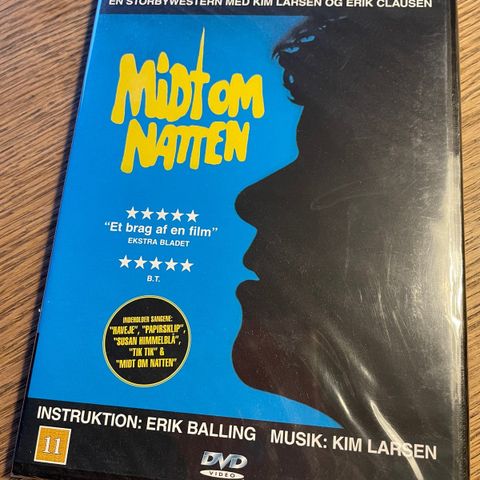 EN STORBYWESTERN MED KIM LARSEN OG ERIK CLAUSEN
MIDT OM
NATTEN
"Et brag af en film"
EKSTRA BLADET
B.T.
INDEHOLDER SANGENE:
"HAVEJE", "PAPIRSKLIP",
"SUSAN HIMMELBLÅ",
"TIK TIK" &
"MIDT OM NATTEN"
INSTRUKTION: ERIK BALLING MUSIK: KIM LARSEN
11
DVD
VIDEO